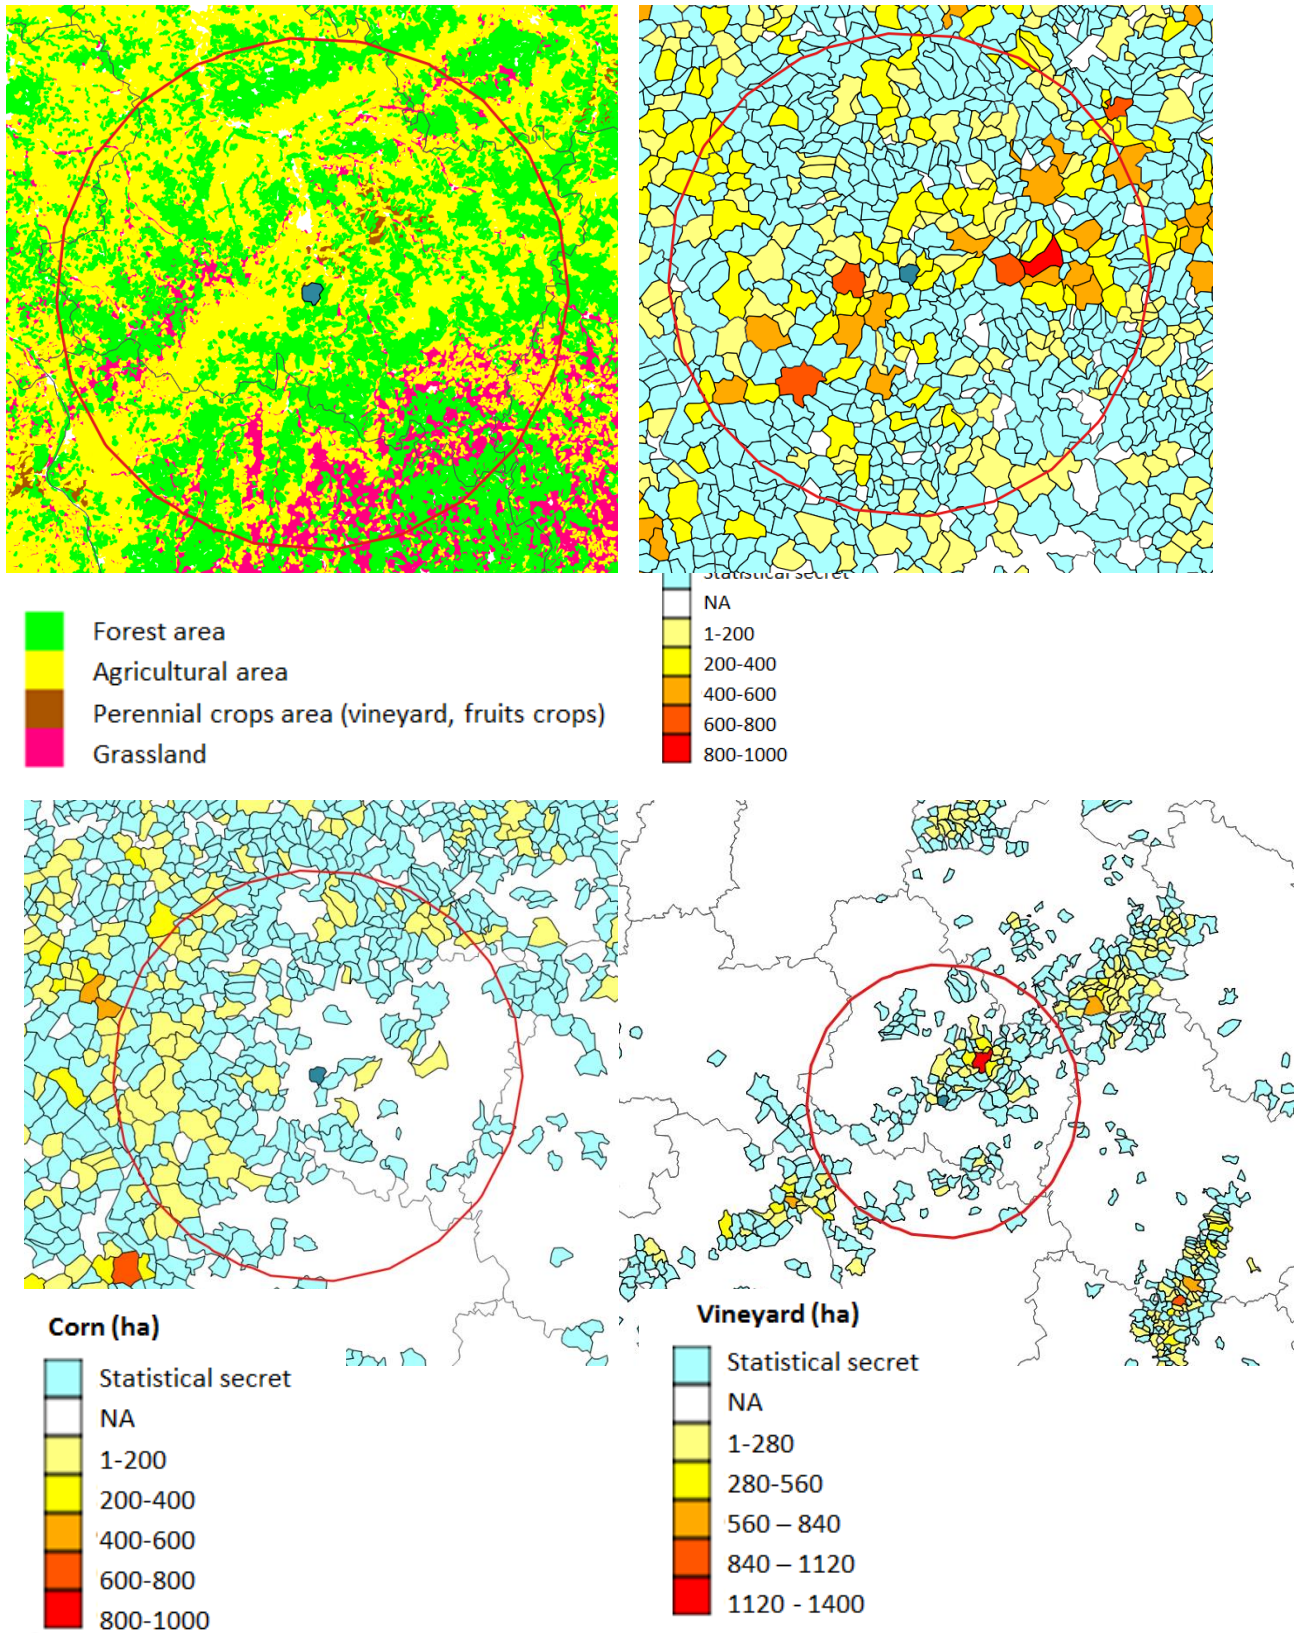 Statistical secret
NA
1-200
200-400
400-600
600-800
800-1000
Forest area
Agricultural area
Perennial crops area (vineyard, fruits crops)
Grassland
Corn (ha)
Statistical secret
NA
1-200
200-400
'400-600
600-800
800-1000
Vineyard (ha)
Statistical secret
NA
1-280
280-560
'560 – 840
840 – 1120
1120 - 1400